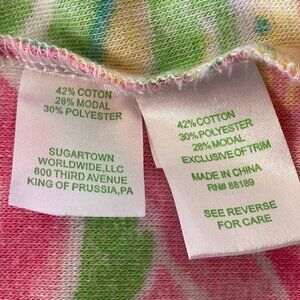 42% COTTON
28% MODAL
30% POLYESTER
SUGARTOWN
WORLDWIDE, LLC
800 THIRD AVENUE
KING OF PRUSSIA, PA
42% COTTON
30% POLYESTER
28% MODAL
EXCLUSIVE OF TRIM
MADE IN CHINA
RN# 88189
SEE REVERSE
FOR CARE